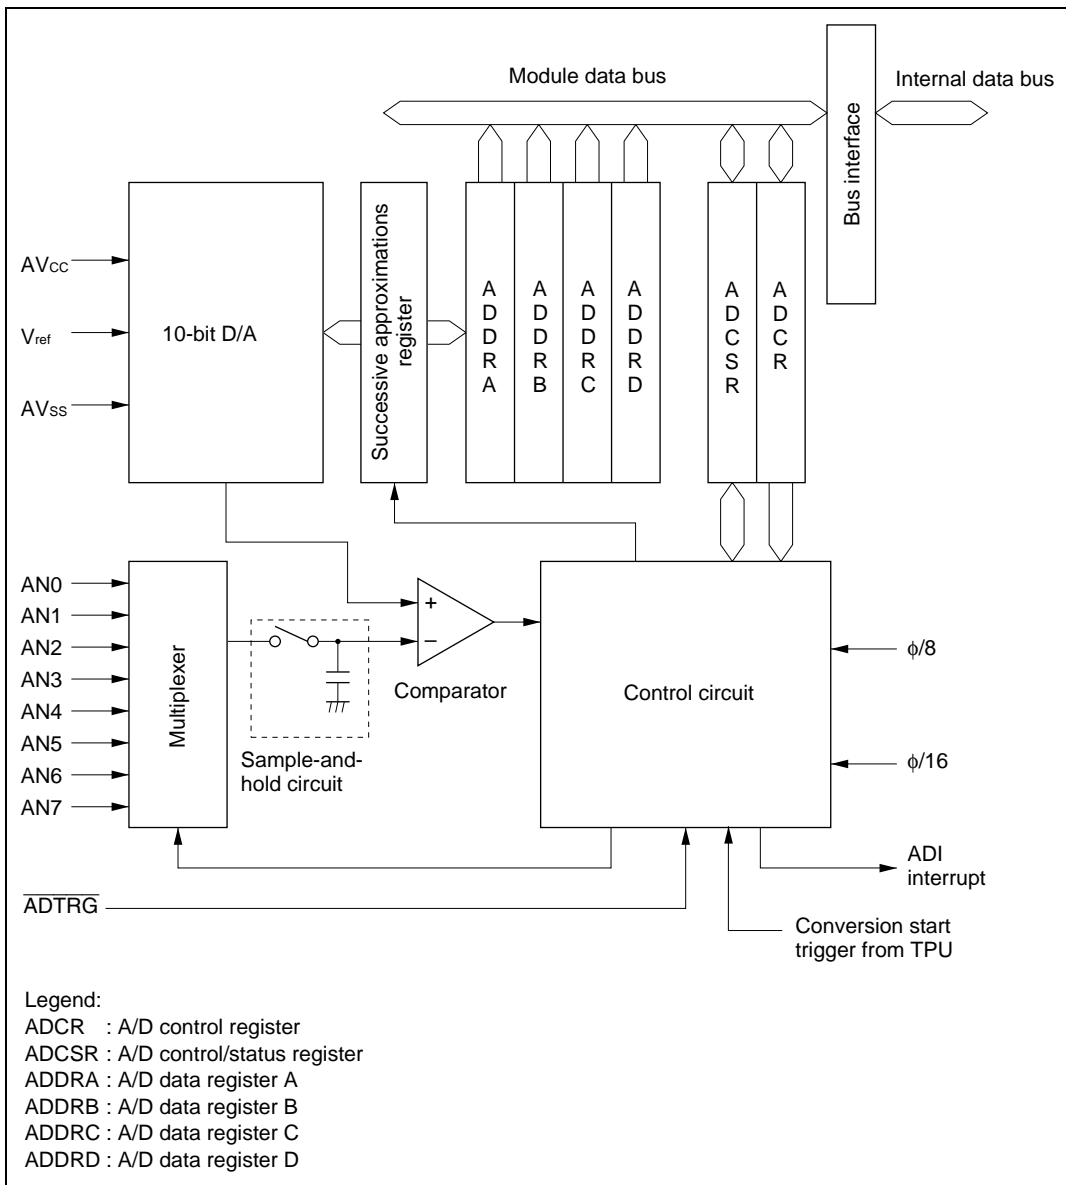 Module data bus
Internal data bus
Bus interface
AVCC
Vref
AVSS
10-bit D/A
Successive approximations
register
ADDRA
ADDRB
ADDRC
ADDRD
ADCSR
ADCR
AN0
AN1
AN2
AN3
AN4
AN5
AN6
AN7
Multiplexer
Sample-and-
hold circuit
+
−
Comparator
Control circuit
ϕ/8
ϕ/16
ADI
interrupt
ADTRG
Conversion start
trigger from TPU
Legend:
ADCR : A/D control register
ADCSR : A/D control/status register
ADDRA : A/D data register A
ADDRB : A/D data register B
ADDRC : A/D data register C
ADDRD : A/D data register D